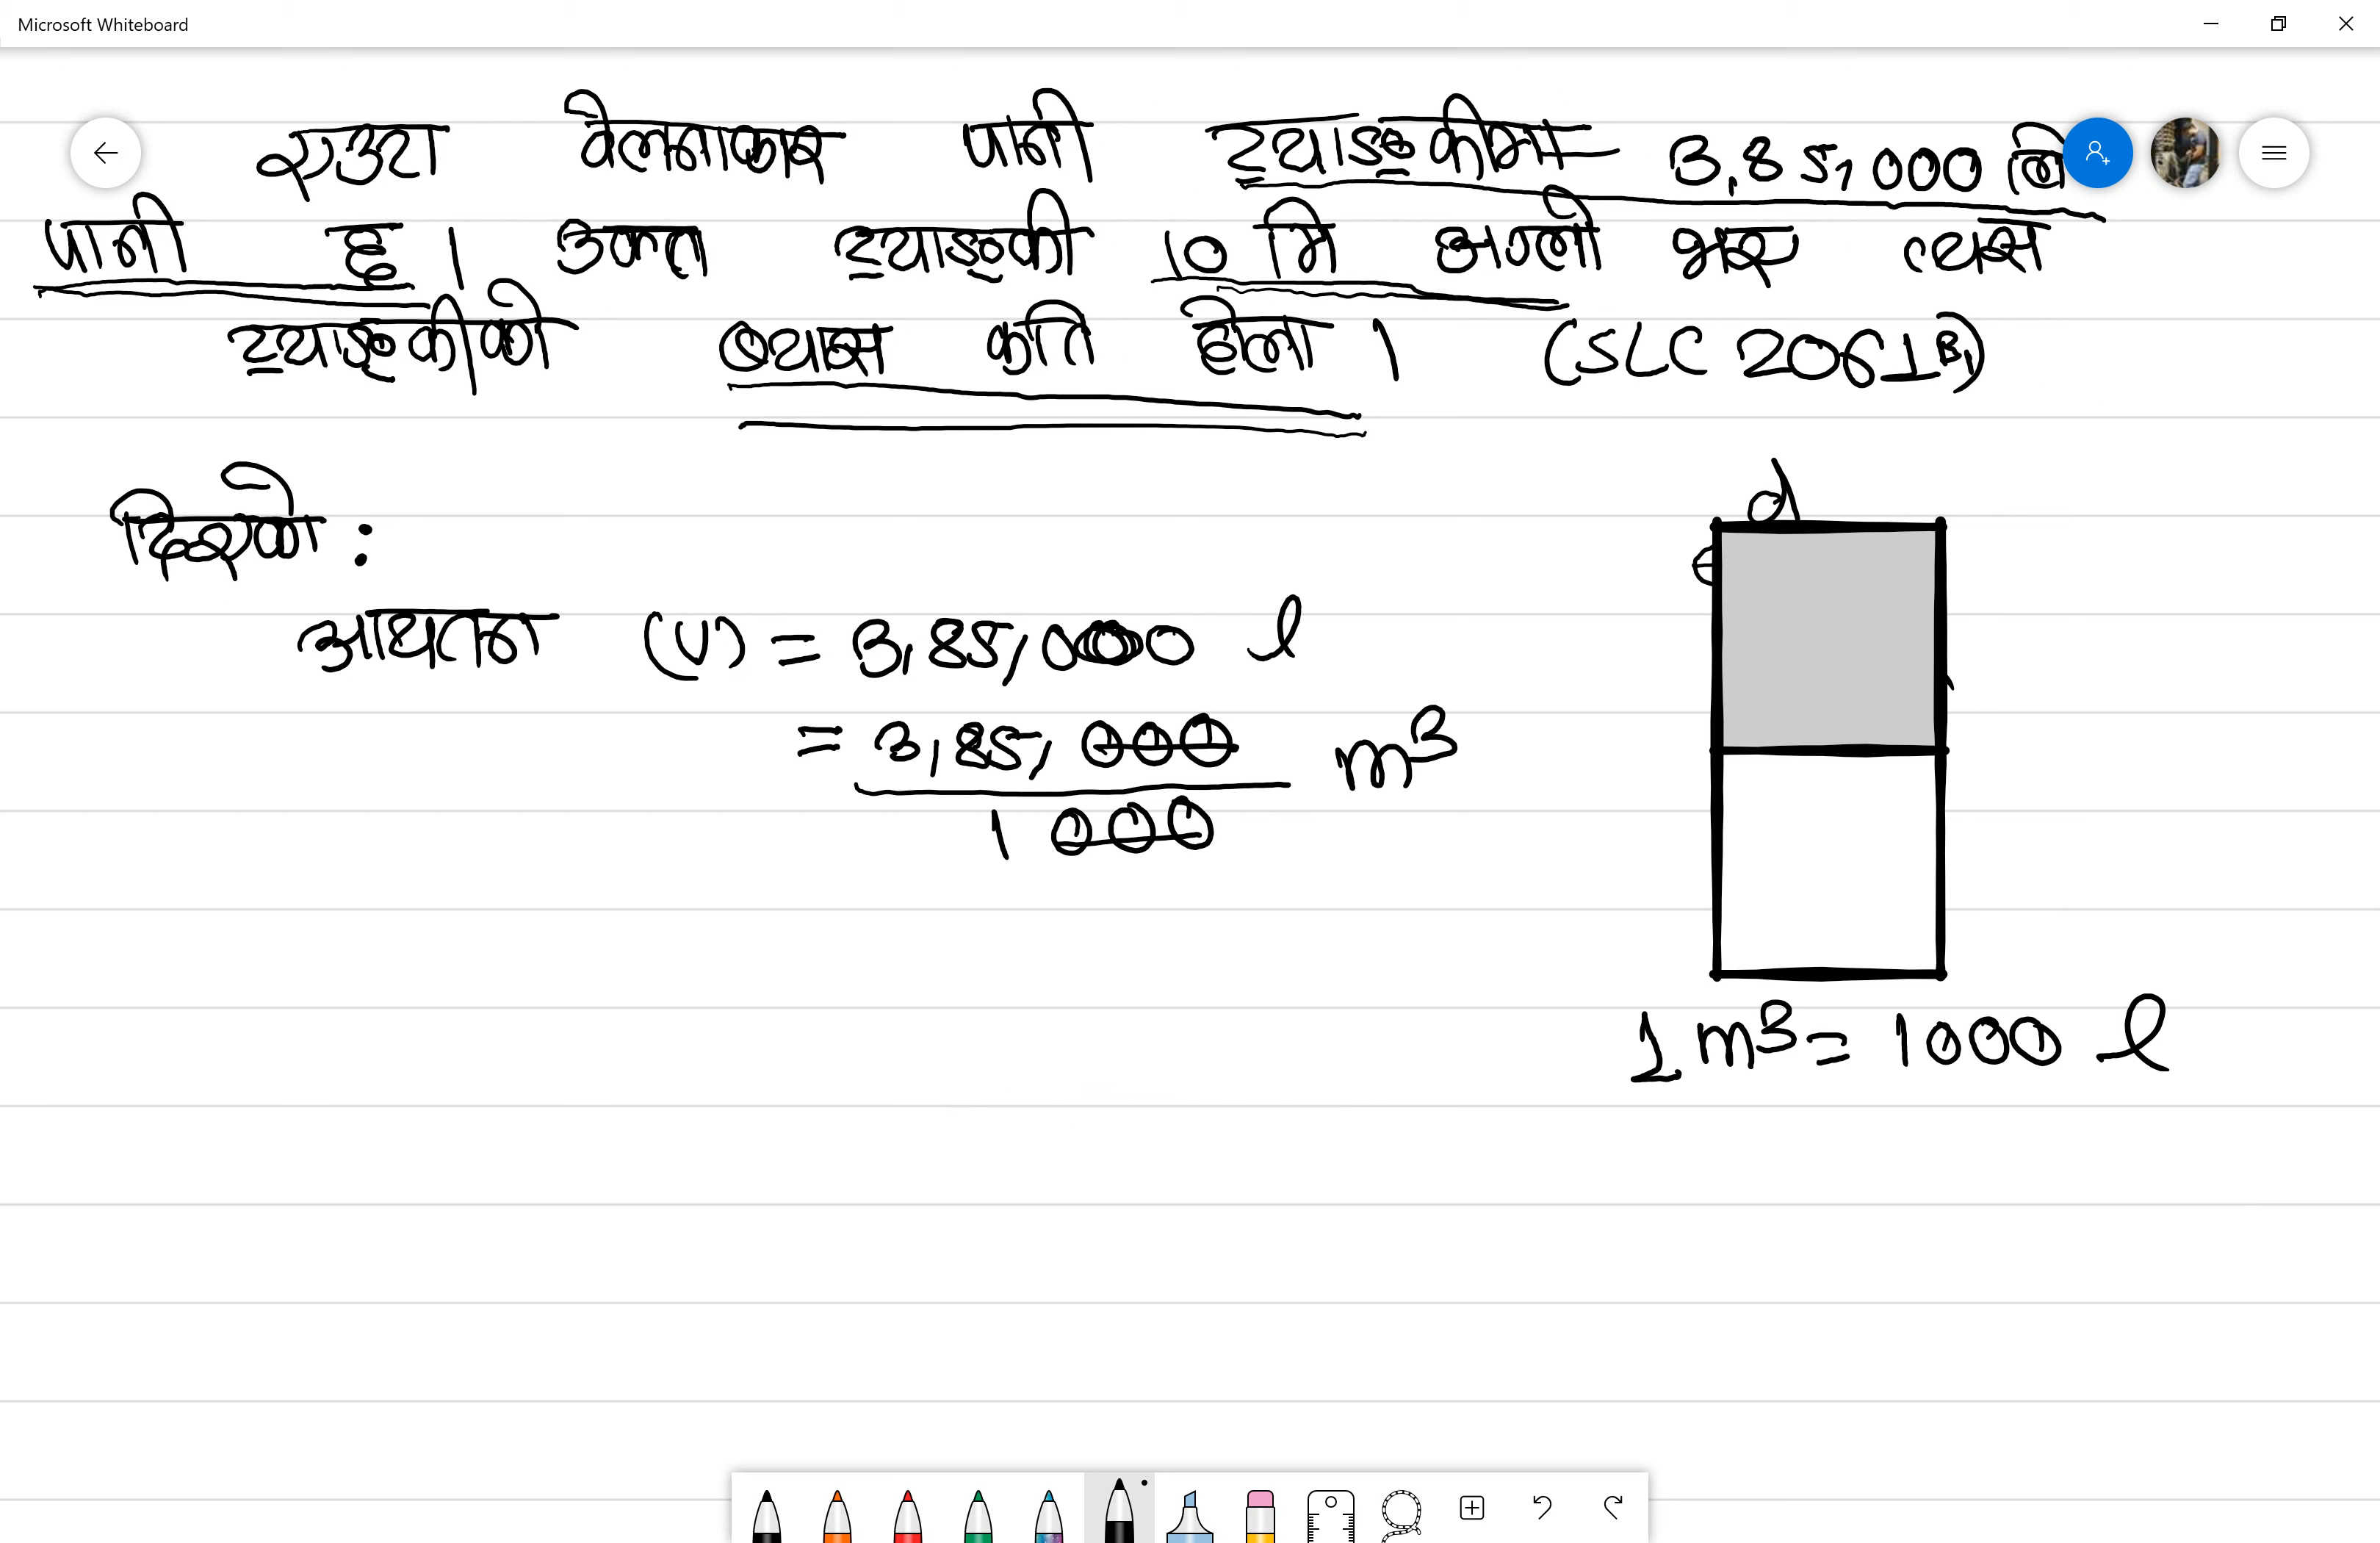 Microsoft Whiteboard
एउटा बेलनाकार पानी ट्याङ्कीमा 3,85,000 लि
पानी छ। उक्त ट्याङ्की 10 मि अग्लो भए त्यस
ट्याङ्कीको व्यास कति होला। (SLC 2061B)
दिइएको:
d
आयतन (V) = 3,85,000 l
= 3,85,000
1000
m³
1 m³ = 1000 l